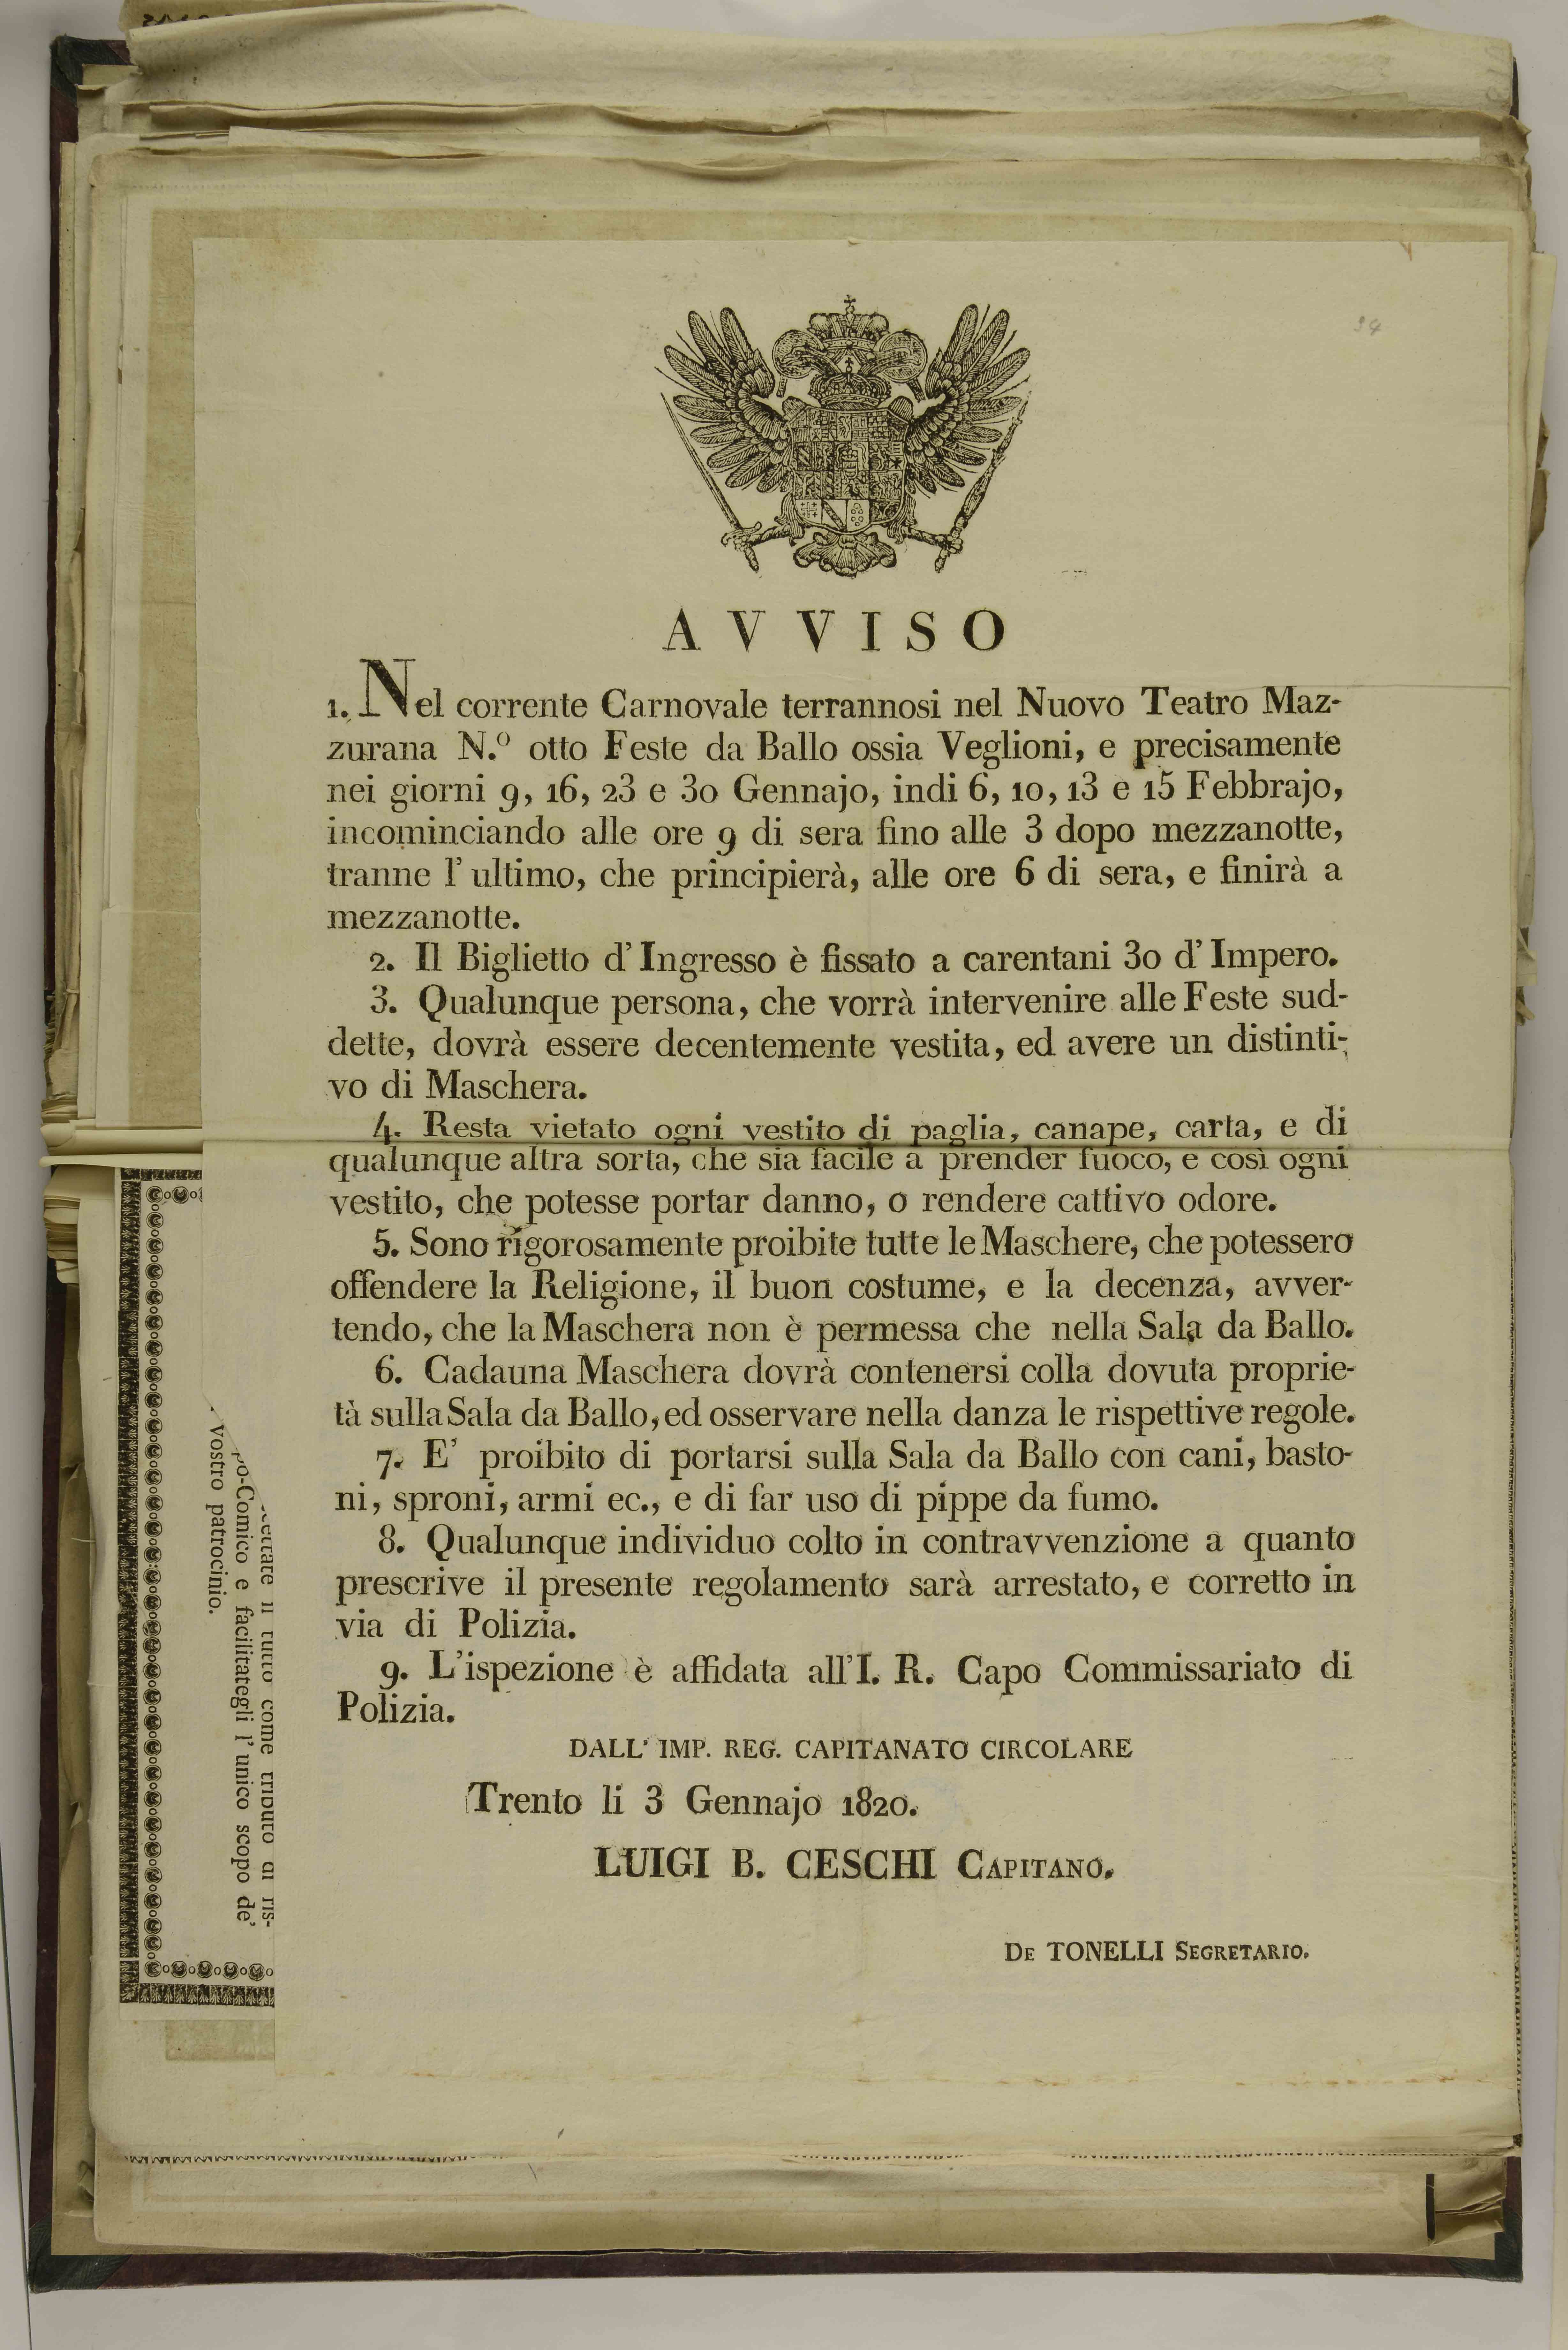 34
AVVISO
1. Nel corrente Carnovale terrannosi nel Nuovo Teatro Maz-
zurana N.º otto Feste da Ballo ossia Veglioni, e precisamente
nei giorni 9, 16, 23 e 30 Gennajo, indi 6, 10, 13 e 15 Febbrajo,
incominciando alle ore 9 di sera fino alle 3 dopo mezzanotte,
tranne l'ultimo, che principierà, alle ore 6 di sera, e finirà a
mezzanotte.
2. Il Biglietto d'Ingresso è fissato a carentani 30 d'Impero.
3. Qualunque persona, che vorrà intervenire alle Feste sud-
dette, dovrà essere decentemente vestita, ed avere un distinti-
vo di Maschera.
4. Resta vietato ogni vestito di paglia, canape, carta, e di
qualunque altra sorta, che sia facile a prender fuoco, e così ogni
vestito, che potesse portar danno, o rendere cattivo odore.
5. Sono rigorosamente proibite tutte le Maschere, che potessero
offendere la Religione, il buon costume, e la decenza, avver-
tendo, che la Maschera non è permessa che nella Sala da Ballo.
6. Cadauna Maschera dovrà contenersi colla dovuta proprie-
tà sulla Sala da Ballo, ed osservare nella danza le rispettive regole.
7. E' proibito di portarsi sulla Sala da Ballo con cani, basto-
ni, sproni, armi ec., e di far uso di pippe da fumo.
8. Qualunque individuo colto in contravvenzione a quanto
prescrive il presente regolamento sarà arrestato, e corretto in
via di Polizia.
9. L'ispezione è affidata all'I. R. Capo Commissariato di
Polizia.
DALL' IMP. REG. CAPITANATO CIRCOLARE
Trento li 3 Gennajo 1820.
LUIGI B. CESCHI CAPITANO.
DE TONELLI SEGRETARIO.
il tutto come tributo di ris-
po-Comico e facilitategli l'unico scopo de'
vostro patrocinio.